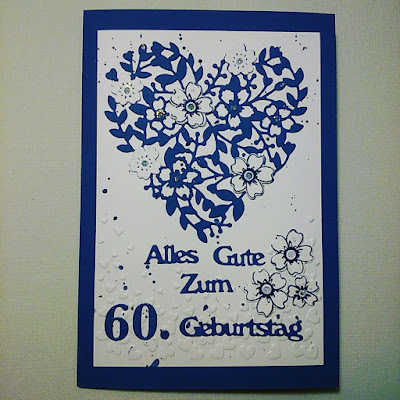 Alles Gute
Zum
60. Geburtstag